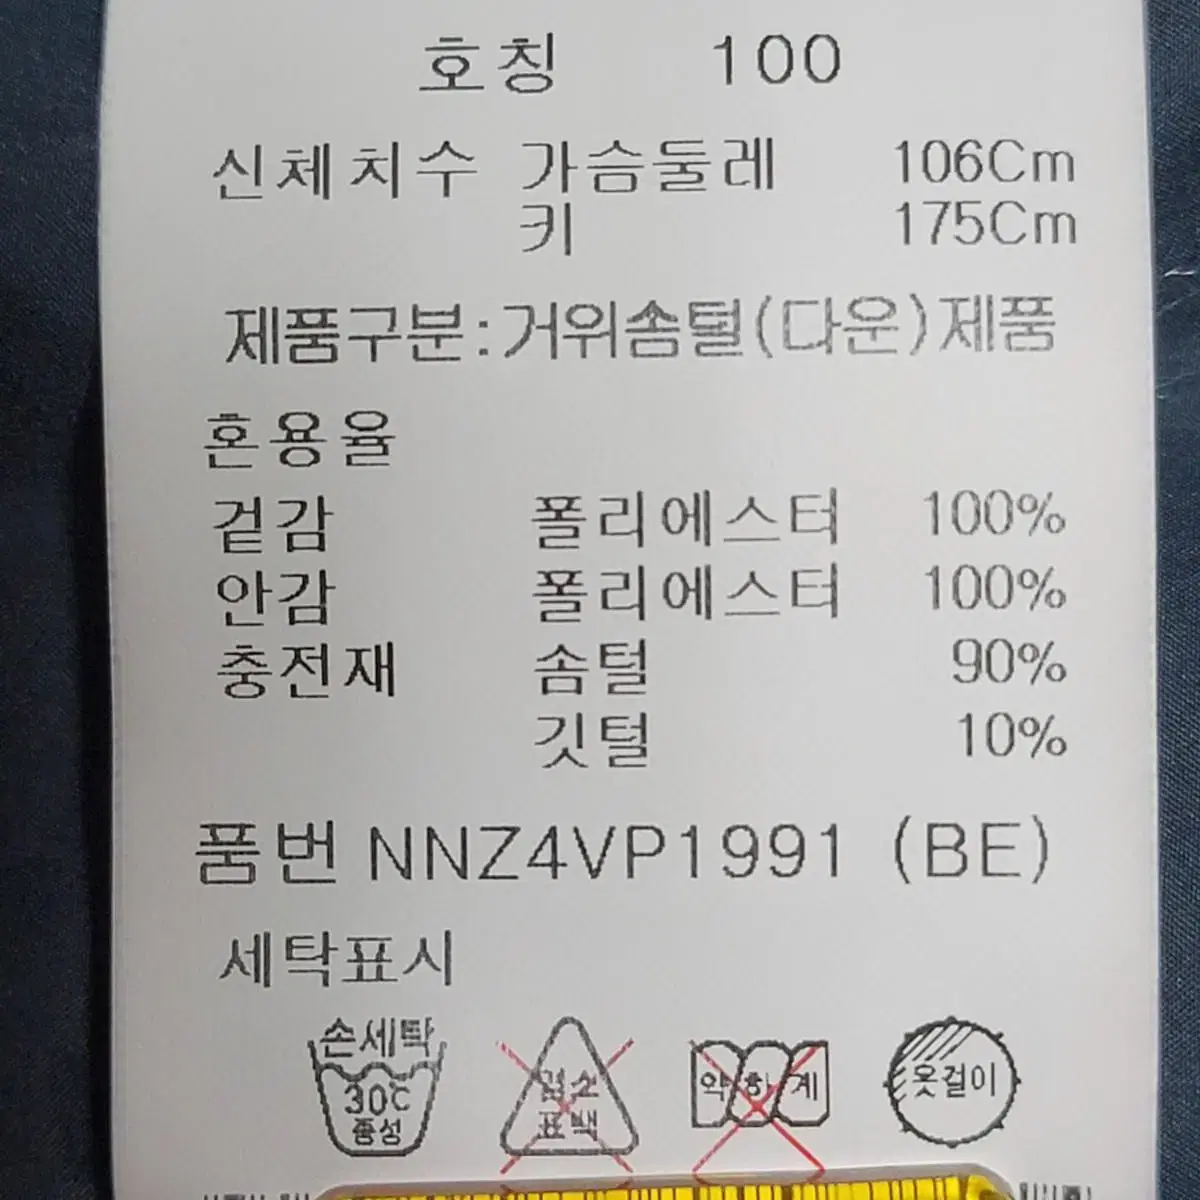 호칭 100
신체치수 가슴둘레 106Cm
키 175Cm
제품구분:거위솜털(다운)제품
혼용율
겉감 폴리에스터 100%
안감 폴리에스터 100%
충전재 솜털 90%
깃털 10%
품번 NNZ4VP1991 (BE)
세탁표시
손세탁
30℃
중성
염소
표백
약하게
옷걸이